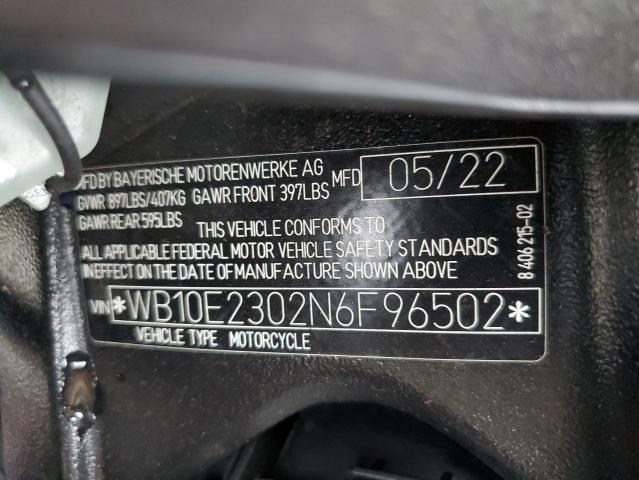 MFD BY BAYERISCHE MOTORENWERKE AG
GVWR 897LBS/407KG GAWR FRONT 397LBS MFD 05/22
GAWR REAR 595LBS
THIS VEHICLE CONFORMS TO
ALL APPLICABLE FEDERAL MOTOR VEHICLE SAFETY STANDARDS
IN EFFECT ON THE DATE OF MANUFACTURE SHOWN ABOVE
VIN *WB10E2302N6F96502*
VEHICLE TYPE MOTORCYCLE
8 406 215-02